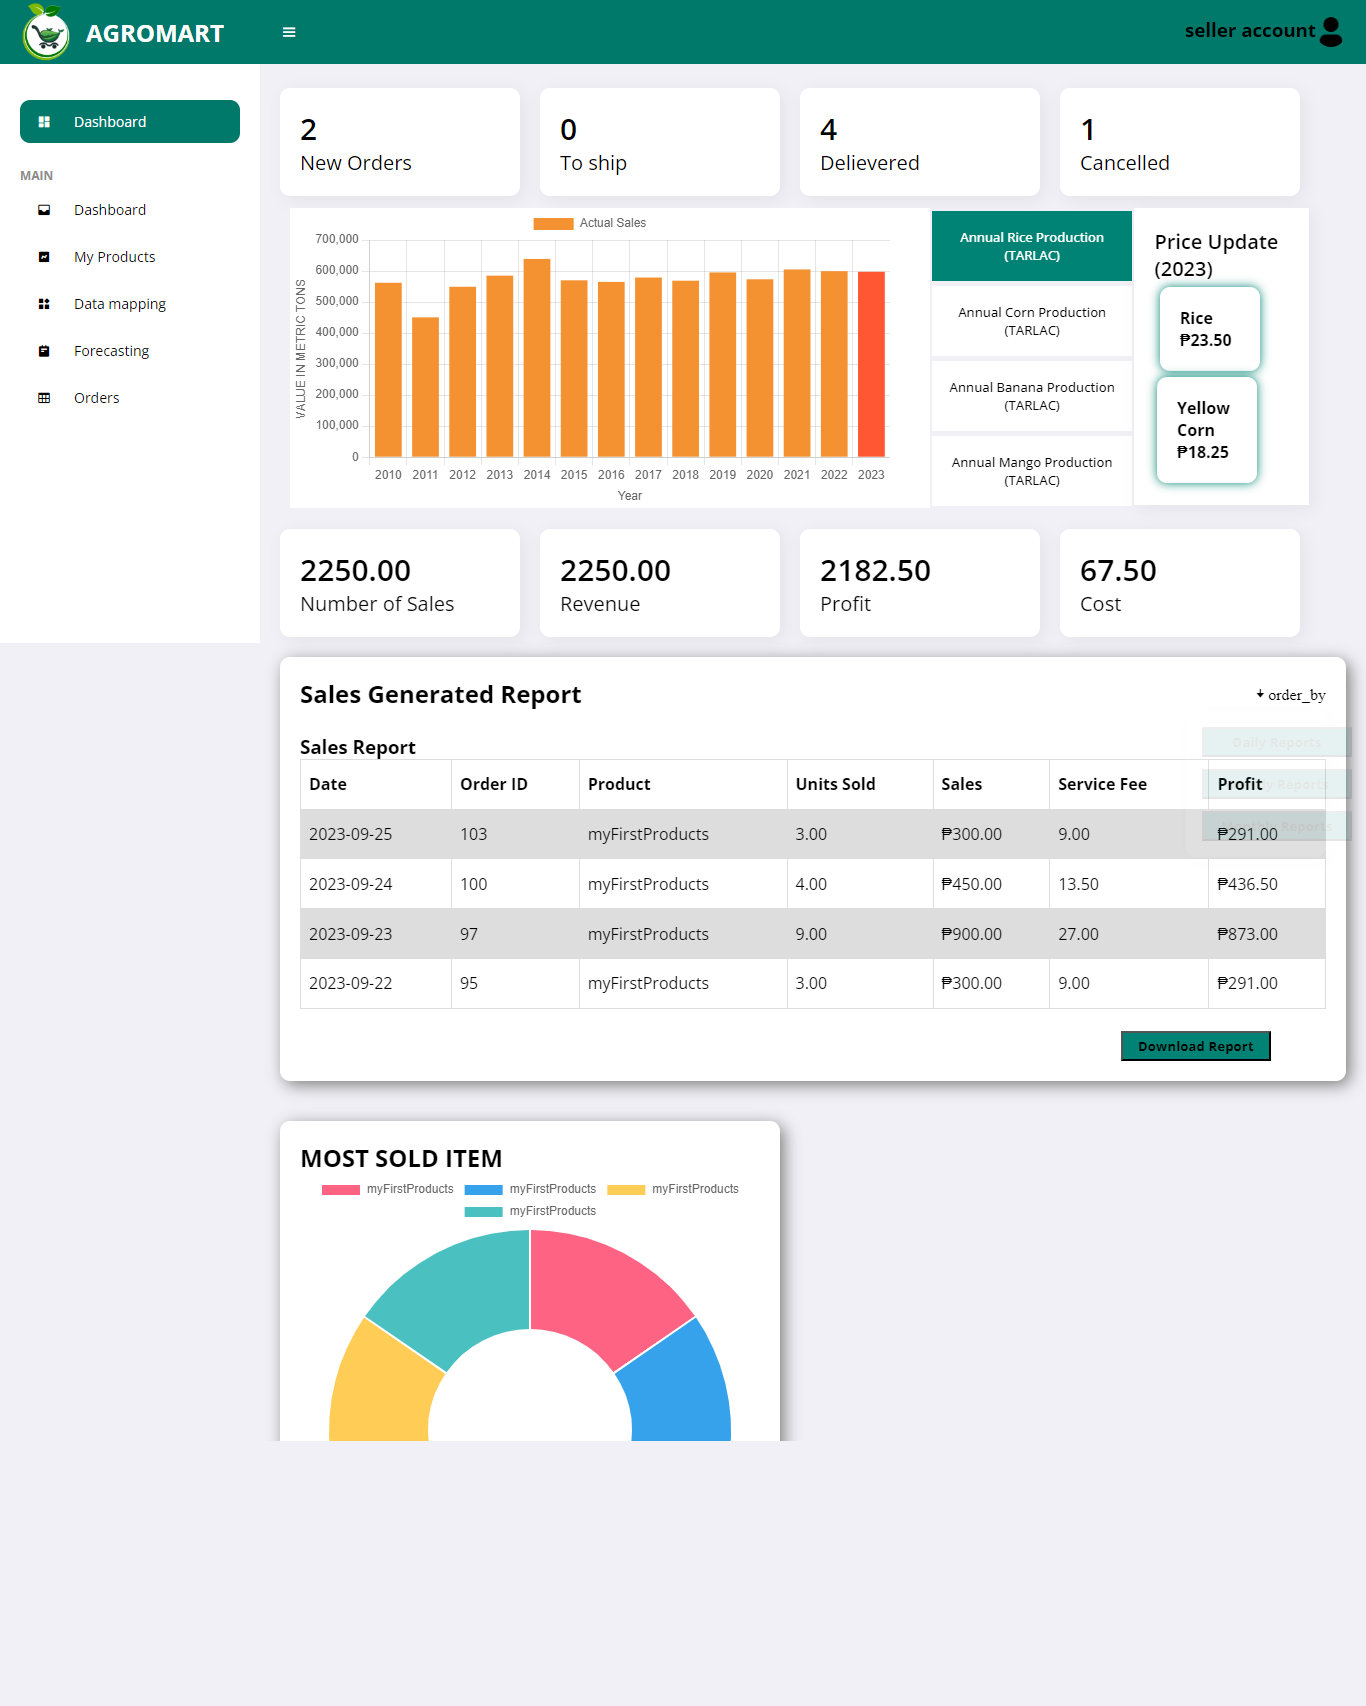 AGROMART
seller account
Dashboard
MAIN
Dashboard
My Products
Data mapping
Forecasting
Orders
2
New Orders
0
To ship
4
Delievered
1
Cancelled
Actual Sales
700,000
600,000
500,000
400,000
300,000
200,000
100,000
0
VALUE IN METRIC TONS
2010 2011 2012 2013 2014 2015 2016 2017 2018 2019 2020 2021 2022 2023
Year
Annual Rice Production
(TARLAC)
Annual Corn Production
(TARLAC)
Annual Banana Production
(TARLAC)
Annual Mango Production
(TARLAC)
Price Update
(2023)
Rice
₱23.50
Yellow
Corn
₱18.25
2250.00
Number of Sales
2250.00
Revenue
2182.50
Profit
67.50
Cost
Sales Generated Report
order_by
Daily Reports
Reports
Monthly Reports
Sales Report
Date Order ID Product Units Sold Sales Service Fee Profit
2023-09-25 103 myFirstProducts 3.00 ₱300.00 9.00 ₱291.00
2023-09-24 100 myFirstProducts 4.00 ₱450.00 13.50 ₱436.50
2023-09-23 97 myFirstProducts 9.00 ₱900.00 27.00 ₱873.00
2023-09-22 95 myFirstProducts 3.00 ₱300.00 9.00 ₱291.00
Download Report
MOST SOLD ITEM
myFirstProducts myFirstProducts myFirstProducts
myFirstProducts